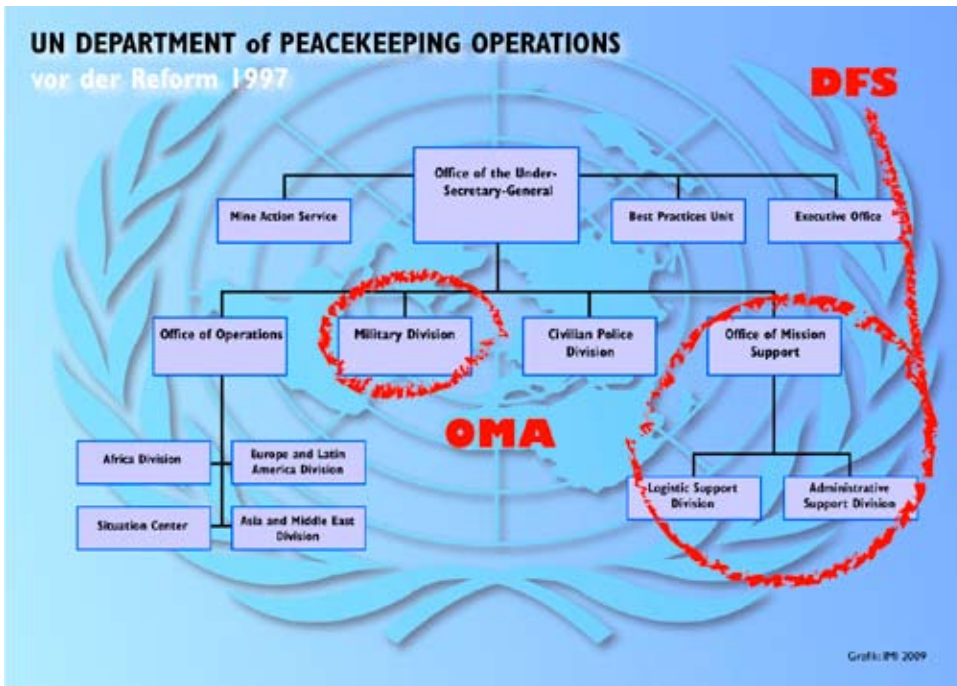 UN DEPARTMENT of PEACEKEEPING OPERATIONS
vor der Reform 1997
DFS
Office of the Under-
Secretary-General
Mine Action Service
Best Practices Unit
Executive Office
Office of Operations
Military Division
Civilian Police
Division
Office of Mission
Support
OMA
Africa Division
Europe and Latin
America Division
Logistic Support
Division
Administrative
Support Division
Situation Center
Asia and Middle East
Division
Grafik: IMI 2009